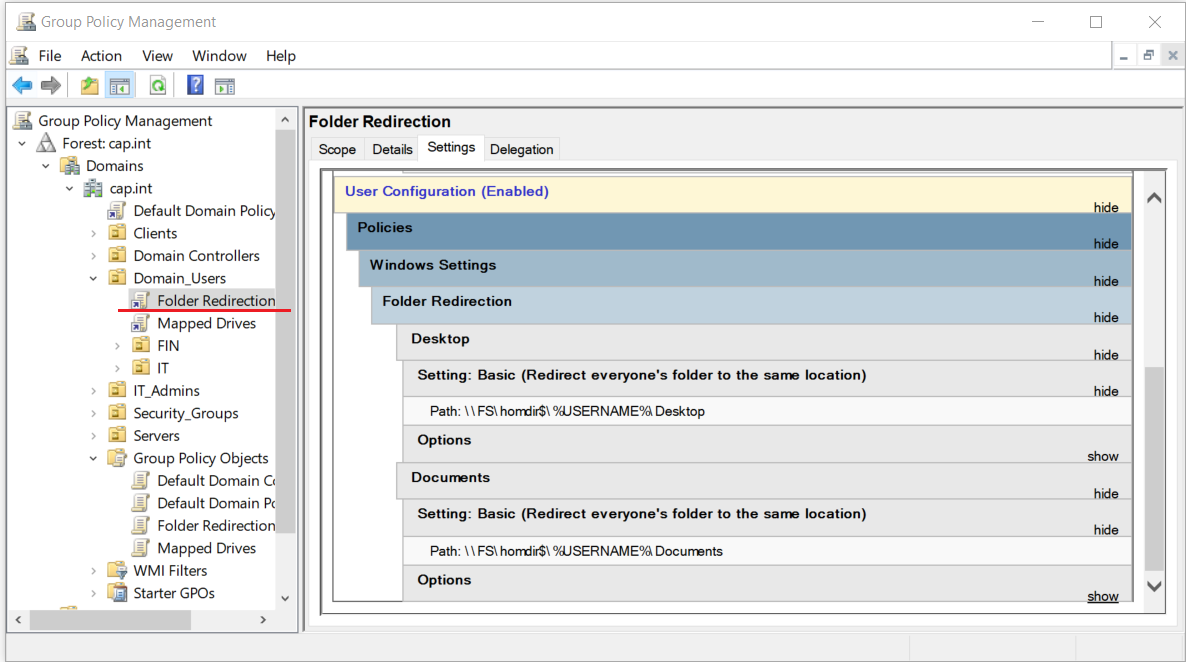 Group Policy Management
File Action View Window Help
Group Policy Management
Forest: cap.int
Domains
cap.int
Default Domain Policy
Clients
Domain Controllers
Domain_Users
Folder Redirection
Mapped Drives
FIN
IT
IT_Admins
Security_Groups
Servers
Group Policy Objects
Default Domain Co
Default Domain Po
Folder Redirection
Mapped Drives
WMI Filters
Starter GPOs
Folder Redirection
Scope Details Settings Delegation
User Configuration (Enabled)
hide
Policies
hide
Windows Settings
hide
Folder Redirection
hide
Desktop
hide
Setting: Basic (Redirect everyone's folder to the same location)
hide
Path: \\FS\homdir$\%USERNAME%\Desktop
Options
show
Documents
hide
Setting: Basic (Redirect everyone's folder to the same location)
hide
Path: \\FS\homdir$\%USERNAME%\Documents
Options
show